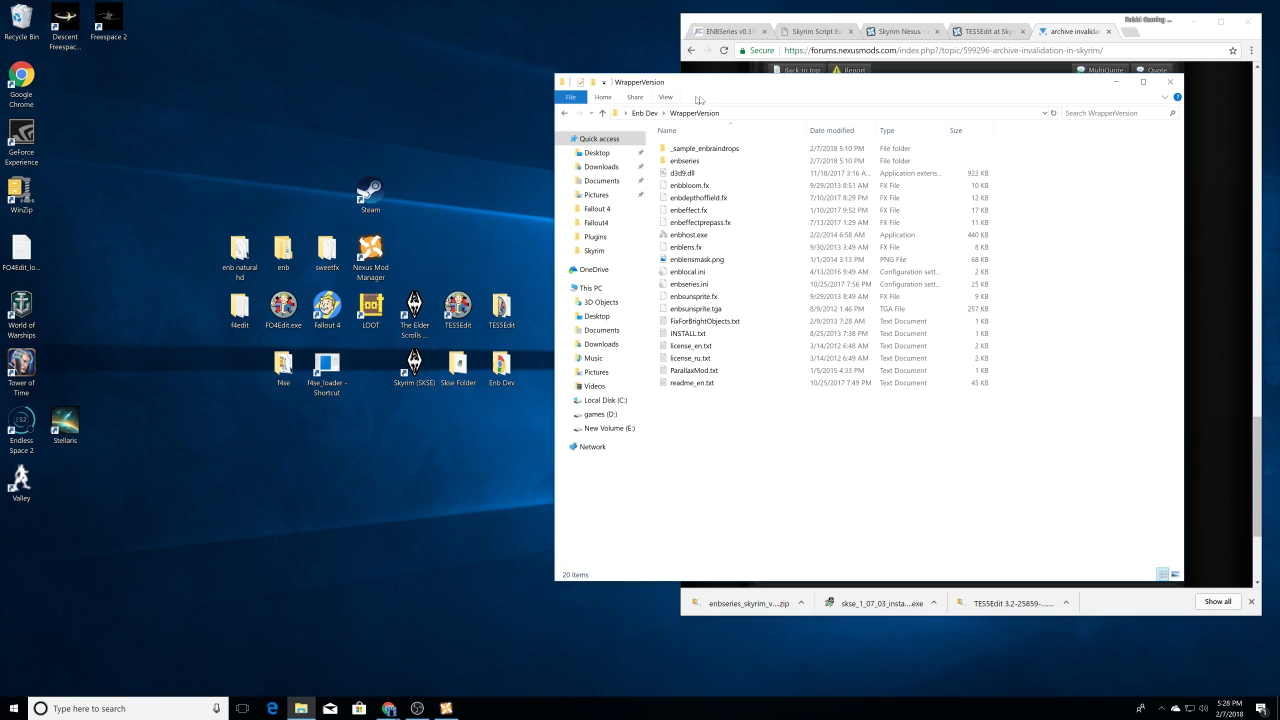 Recycle Bin
Descent
Freespac...
Freespace 2
Google
Chrome
GeForce
Experience
WinZip
FO4Edit_lo...
World of
Warships
Tower of
Time
Endless
Space 2
Stellaris
Valley
Steam
enb natural
hd
enb
sweetfx
Nexus Mod
Manager
f4edit
FO4Edit.exe
Fallout 4
LOOT
The Elder
Scrolls ...
TES5Edit
TES5Edit
f4se
f4se_loader -
Shortcut
Skyrim (SKSE)
Skse Folder
Enb Dev
Rabid Gaming ...
ENBSeries v0.3
Skyrim Script Ex
Skyrim Nexus -
TES5Edit at Sky
archive invalidat
Secure
https://forums.nexusmods.com/index.php?/topic/599296-archive-invalidation-in-skyrim/
Back to top
Report
MultiQuote
Quote
WrapperVersion
File
Home
Share
View
Enb Dev > WrapperVersion
Search WrapperVersion
Name
Date modified
Type
Size
Quick access
Desktop
Downloads
Documents
Pictures
Fallout 4
Fallout4
Plugins
Skyrim
OneDrive
This PC
3D Objects
Desktop
Documents
Downloads
Music
Pictures
Videos
Local Disk (C:)
games (D:)
New Volume (E:)
Network
_sample_enbraindrops 2/7/2018 5:10 PM File folder
enbseries 2/7/2018 5:10 PM File folder
d3d9.dll 11/18/2017 3:16 A... Application extens... 922 KB
enbbloom.fx 9/29/2013 8:51 AM FX File 10 KB
enbdepthoffield.fx 7/10/2017 8:29 PM FX File 12 KB
enbeffect.fx 1/10/2017 9:52 PM FX File 17 KB
enbeffectprepass.fx 7/13/2017 1:29 AM FX File 11 KB
enbhost.exe 2/2/2014 6:58 AM Application 440 KB
enblens.fx 9/30/2013 3:49 AM FX File 8 KB
enblensmask.png 1/1/2014 3:13 PM PNG File 68 KB
enblocal.ini 4/13/2016 9:49 AM Configuration sett... 2 KB
enbseries.ini 10/25/2017 7:56 PM Configuration sett... 25 KB
enbsunsprite.fx 9/29/2013 8:49 AM FX File 9 KB
enbsunsprite.tga 8/9/2012 1:46 PM TGA File 257 KB
FixForBrightObjects.txt 2/9/2013 7:28 AM Text Document 1 KB
INSTALL.txt 8/25/2013 7:38 PM Text Document 1 KB
license_en.txt 3/14/2012 6:48 AM Text Document 2 KB
license_ru.txt 3/14/2012 6:49 AM Text Document 2 KB
ParallaxMod.txt 1/5/2015 4:33 PM Text Document 1 KB
readme_en.txt 10/25/2017 7:49 PM Text Document 45 KB
20 items
enbseries_skyrim_v....zip
skse_1_07_03_insta....exe
TES5Edit 3.2-25859-......
Show all
Type here to search
5:28 PM
2/7/2018